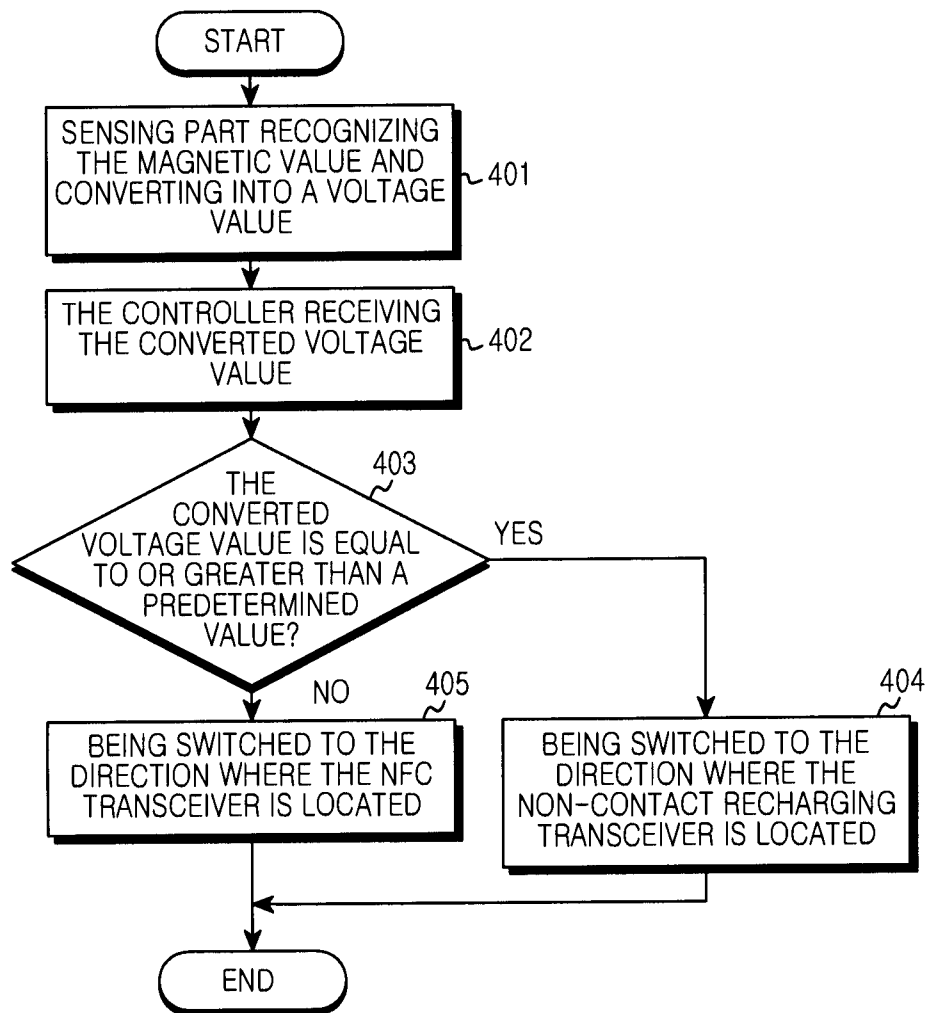 START
SENSING PART RECOGNIZING
THE MAGNETIC VALUE AND
CONVERTING INTO A VOLTAGE
VALUE
401
THE CONTROLLER RECEIVING
THE CONVERTED VOLTAGE
VALUE
402
403
THE
CONVERTED
VOLTAGE VALUE IS EQUAL
TO OR GREATER THAN A
PREDETERMINED
VALUE?
YES
NO
405
BEING SWITCHED TO THE
DIRECTION WHERE THE NFC
TRANSCEIVER IS LOCATED
404
BEING SWITCHED TO THE
DIRECTION WHERE THE
NON-CONTACT RECHARGING
TRANSCEIVER IS LOCATED
END